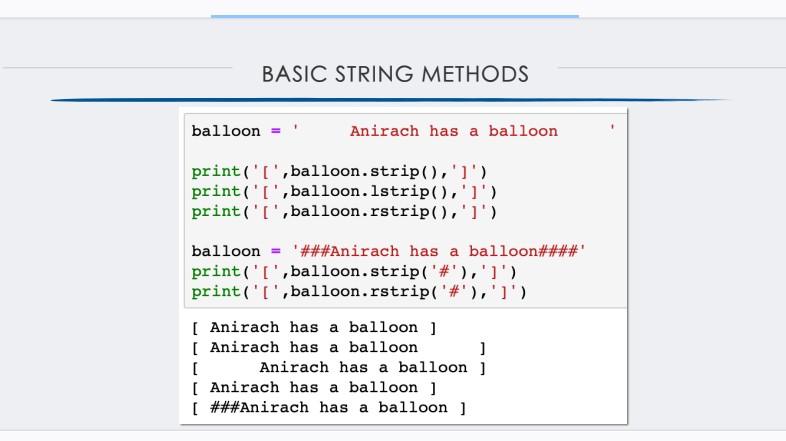 BASIC STRING METHODS
balloon = '     Anirach has a balloon     '
print('[',balloon.strip(),']')
print('[',balloon.lstrip(),']')
print('[',balloon.rstrip(),']')
balloon = '###Anirach has a balloon####'
print('[',balloon.strip('#'),']')
print('[',balloon.rstrip('#'),']')
[ Anirach has a balloon ]
[ Anirach has a balloon      ]
[      Anirach has a balloon ]
[ Anirach has a balloon ]
[ ###Anirach has a balloon ]